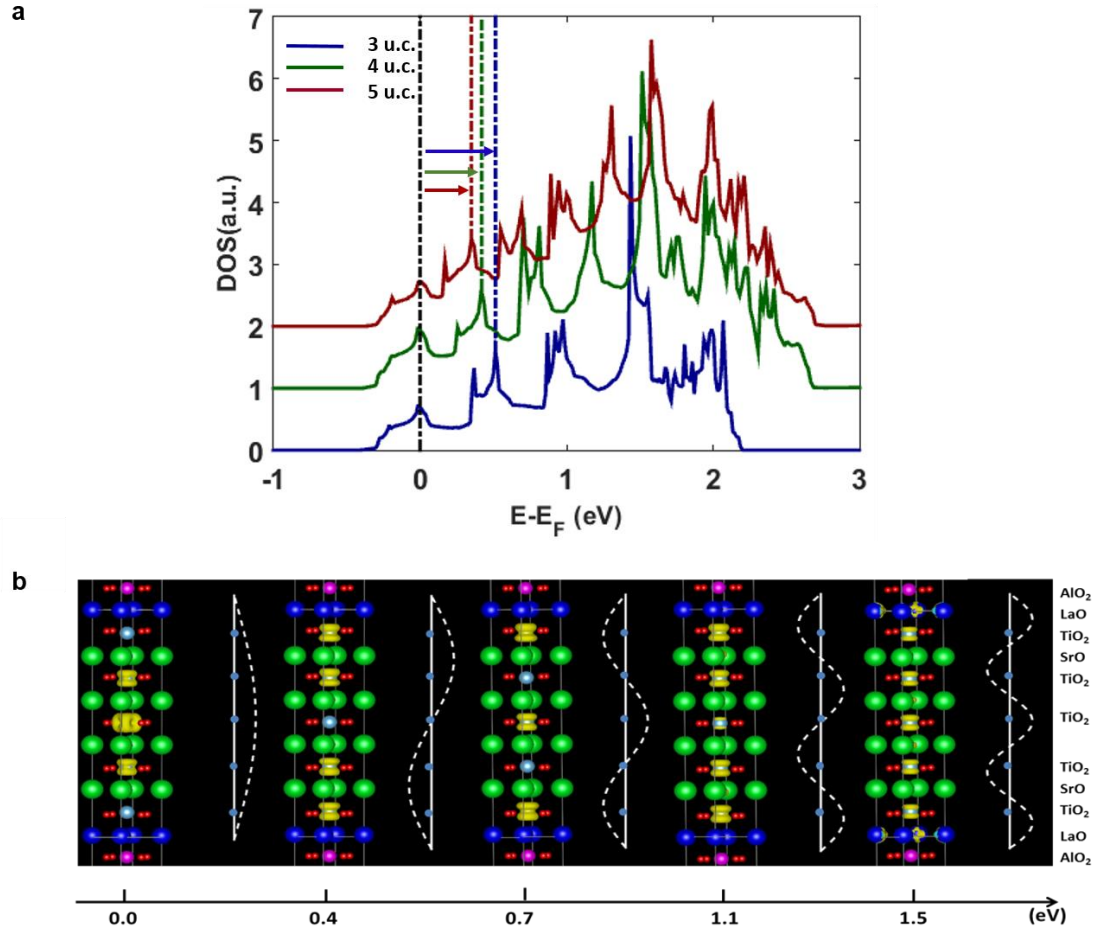 a
7
6
5
4
3
2
1
0
DOS(a.u.)
3 u.c.
4 u.c.
5 u.c.
-1 0 1 2 3
E-E_F (eV)
b
AlO₂
LaO
TiO₂
SrO
TiO₂
TiO₂
TiO₂
SrO
TiO₂
LaO
AlO₂
0.0 0.4 0.7 1.1 1.5 (eV)